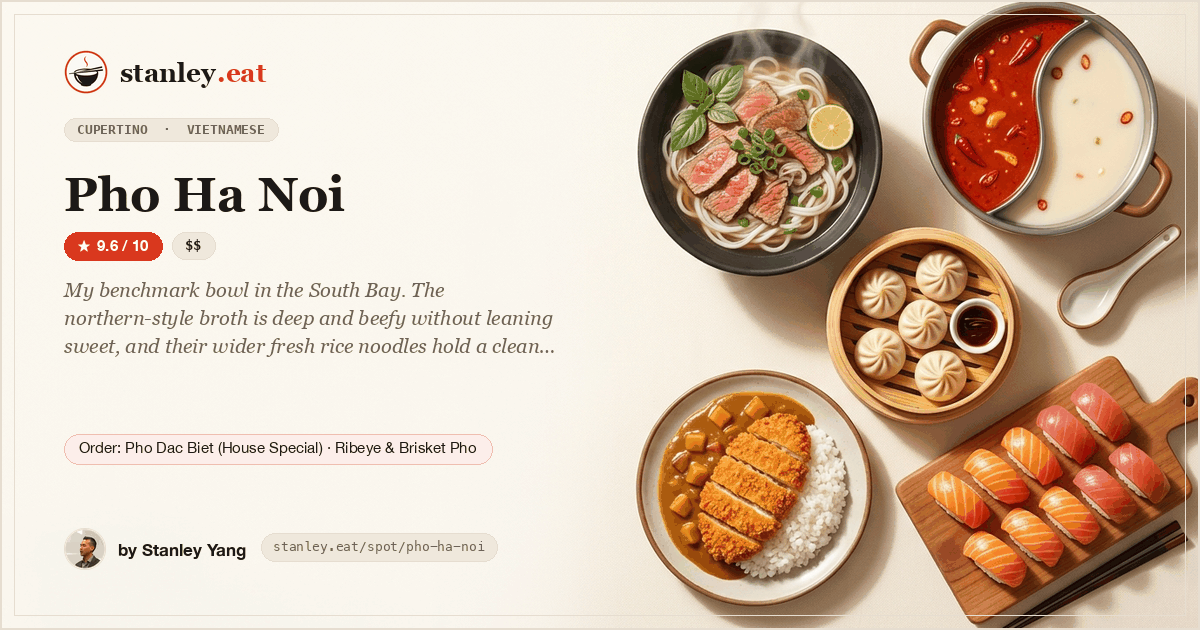 stanley.eat
CUPERTINO · VIETNAMESE
Pho Ha Noi
★ 9.6 / 10 $$
My benchmark bowl in the South Bay. The
northern-style broth is deep and beefy without leaning
sweet, and their wider fresh rice noodles hold a clean...
Order: Pho Dac Biet (House Special) · Ribeye & Brisket Pho
by Stanley Yang stanley.eat/spot/pho-ha-noi